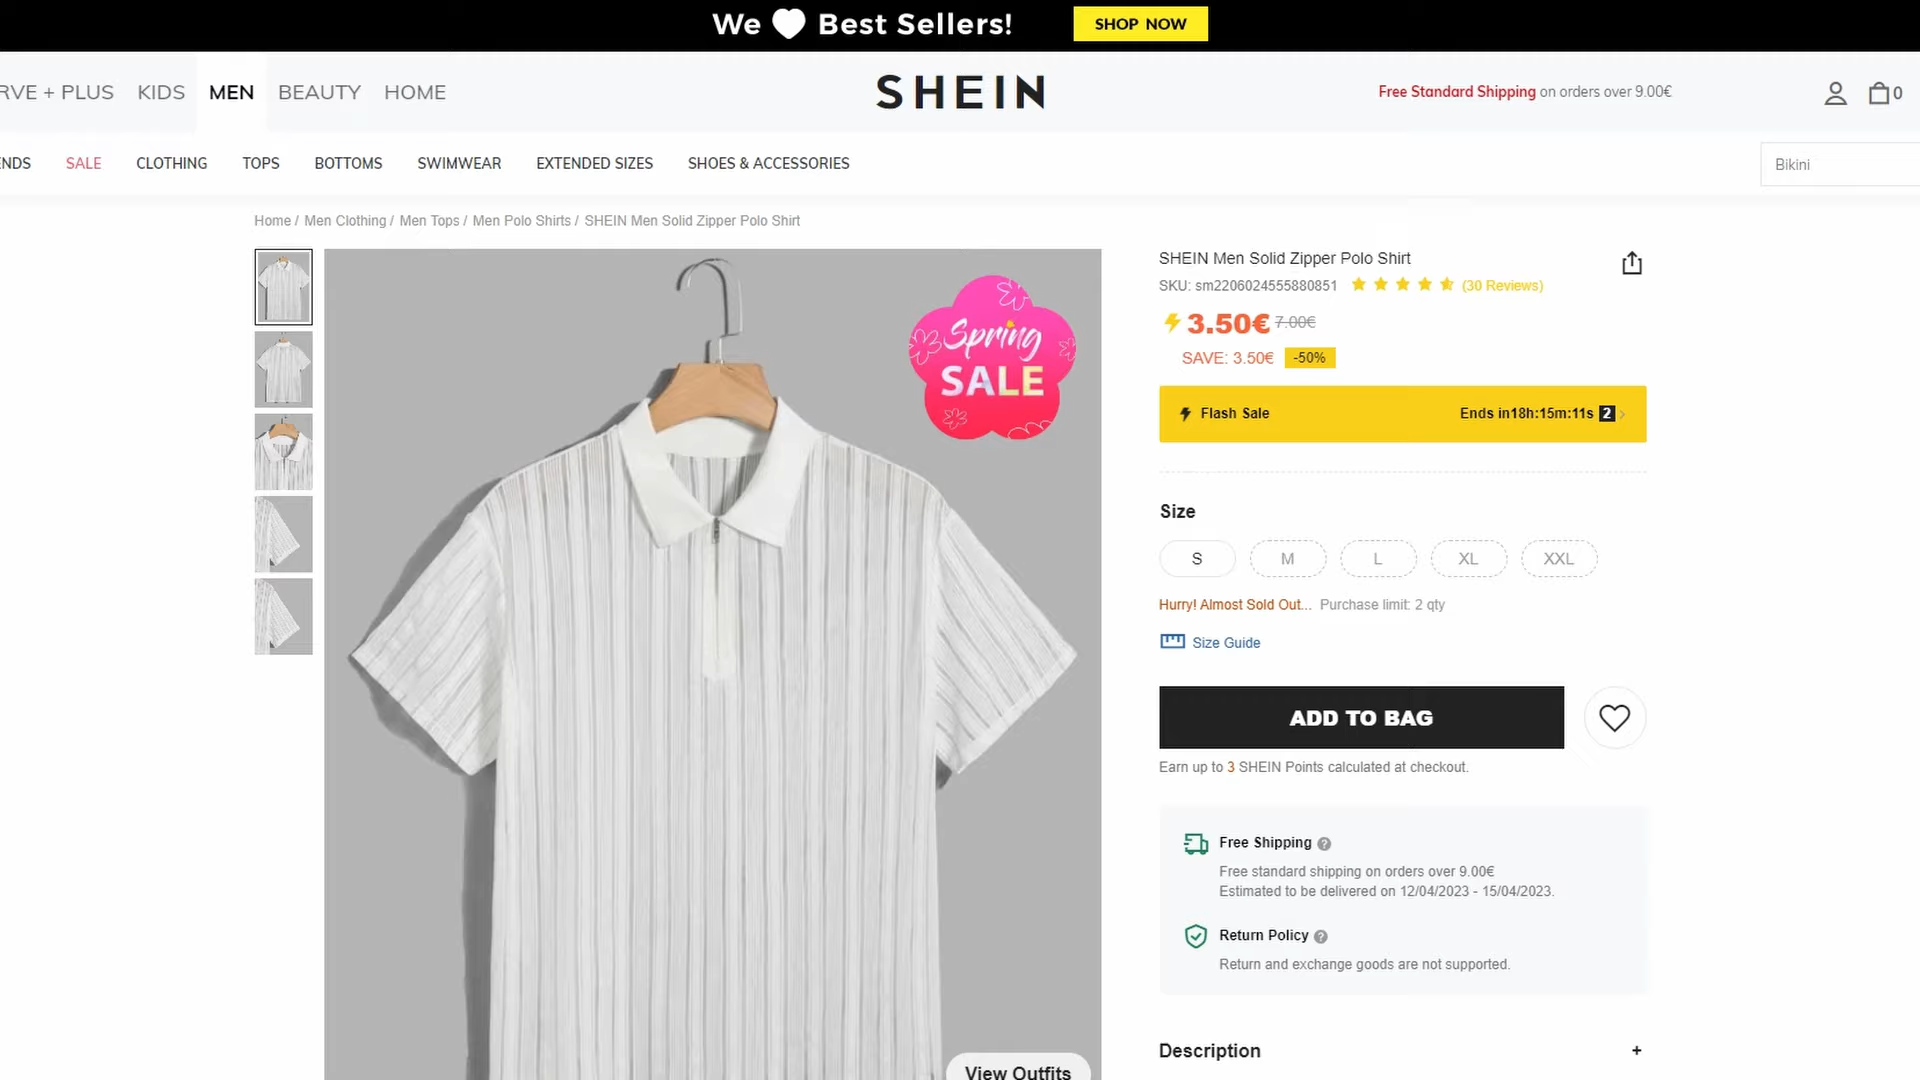 We Best Sellers!
SHOP NOW
RVE + PLUS KIDS MEN BEAUTY HOME
SHEIN
Free Standard Shipping on orders over 9.00€
0
ENDS SALE CLOTHING TOPS BOTTOMS SWIMWEAR EXTENDED SIZES SHOES & ACCESSORIES
Bikini
Home / Men Clothing / Men Tops / Men Polo Shirts / SHEIN Men Solid Zipper Polo Shirt
Spring
SALE
SHEIN Men Solid Zipper Polo Shirt
SKU: sm2206024555880851 (30 Reviews)
3.50€ 7.00€
SAVE: 3.50€ -50%
Flash Sale Ends in18h:15m:11s 2
Size
S M L XL XXL
Hurry! Almost Sold Out... Purchase limit: 2 qty
Size Guide
ADD TO BAG
Earn up to 3 SHEIN Points calculated at checkout.
Free Shipping ?
Free standard shipping on orders over 9.00€
Estimated to be delivered on 12/04/2023 - 15/04/2023.
Return Policy ?
Return and exchange goods are not supported.
Description +
View Outfits